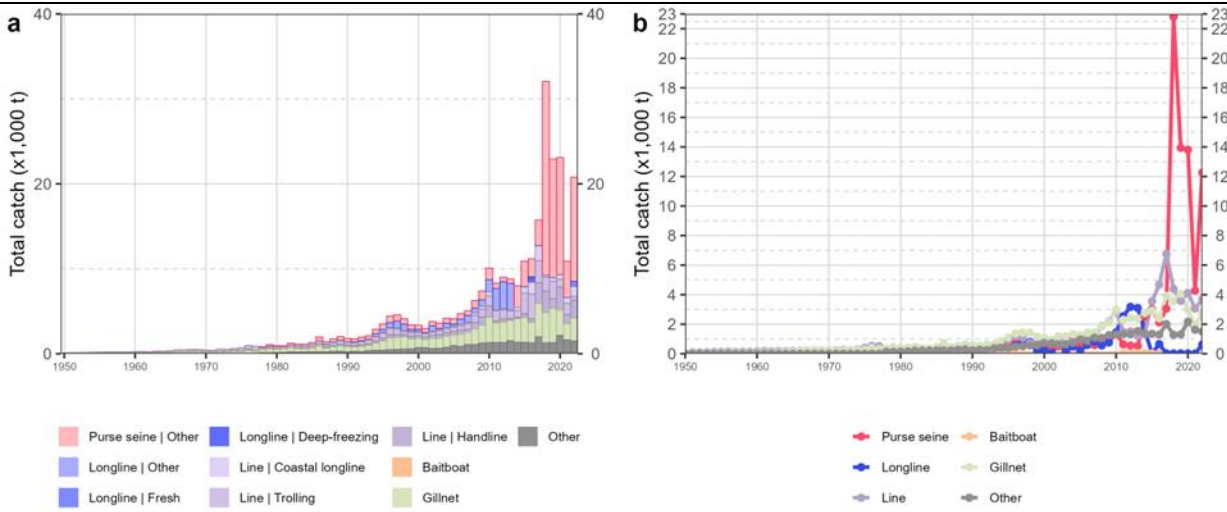 a
b
Total catch (x1,000 t)
40
20
0
40
20
0
1950 1960 1970 1980 1990 2000 2010 2020
Total catch (x1,000 t)
23
22
20
18
16
14
12
10
8
6
4
2
0
23
22
20
18
16
14
12
10
8
6
4
2
0
1950 1960 1970 1980 1990 2000 2010 2020
Purse seine | Other Longline | Deep-freezing Line | Handline Other
Longline | Other Line | Coastal longline Baitboat
Longline | Fresh Line | Trolling Gillnet
Purse seine Baitboat
Longline Gillnet
Line Other